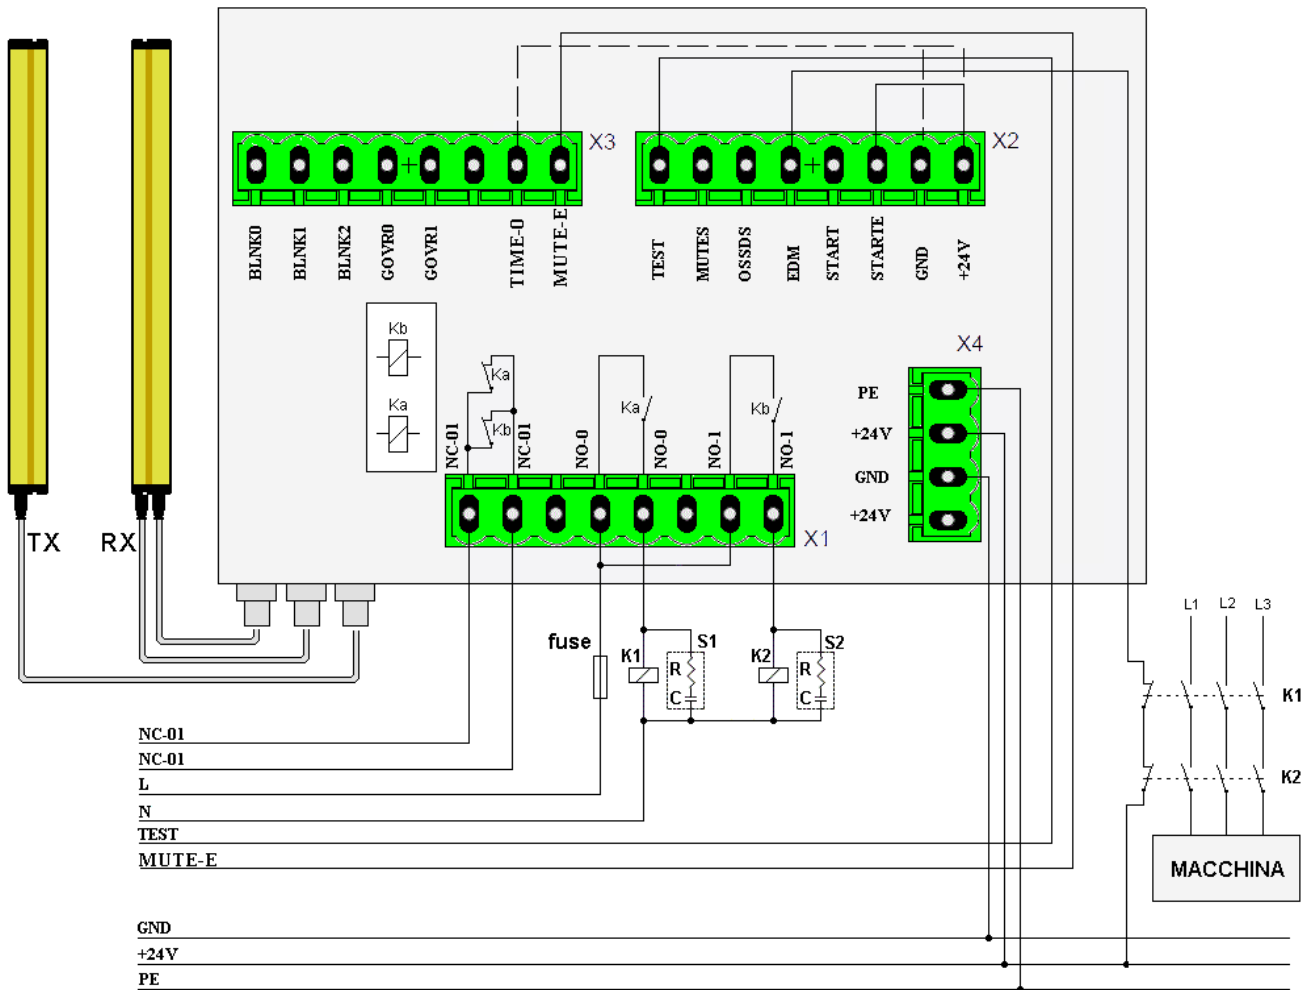 X3
X2
BLNK0
BLNK1
BLNK2
GOVR0
GOVR1
TIME-0
MUTE-E
TEST
MUTES
OSSDS
EDM
START
STARTE
GND
+24V
Kb
Ka
Ka
Kb
Ka
Kb
NC-01
NC-01
NO-0
NO-0
NO-1
NO-1
X1
X4
PE
+24V
GND
+24V
TX
RX
fuse
K1
S1
R
C
K2
S2
R
C
L1
L2
L3
K1
K2
MACCHINA
NC-01
NC-01
L
N
TEST
MUTE-E
GND
+24V
PE